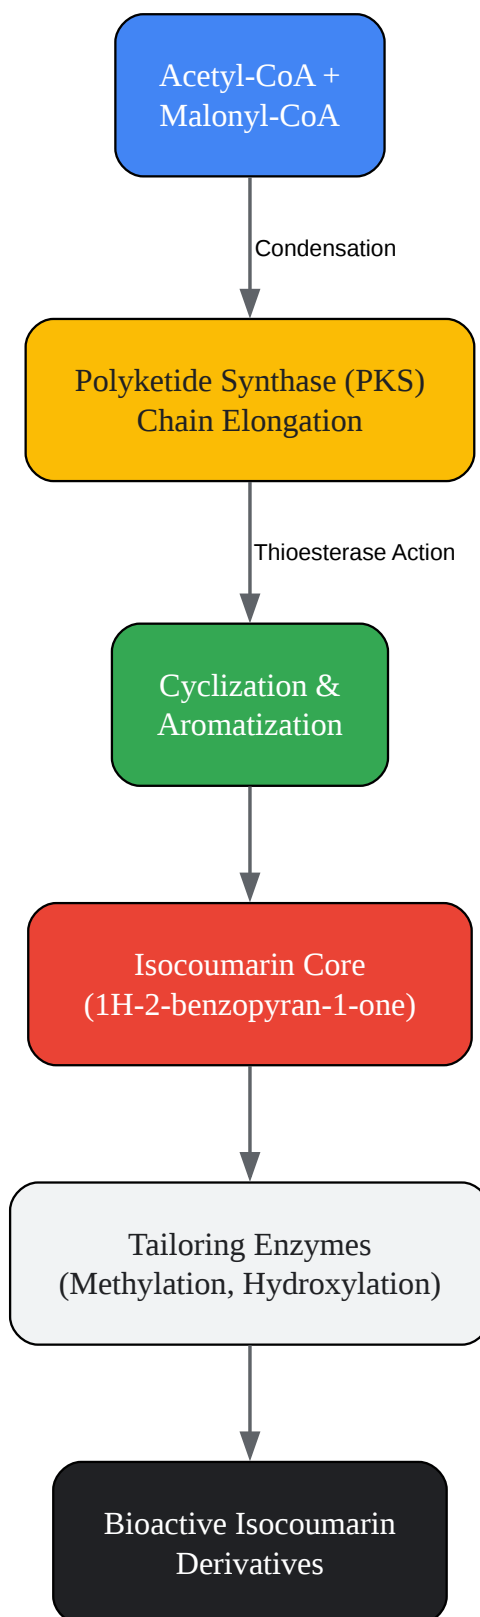 Acetyl-CoA +
Malonyl-CoA
Condensation
Polyketide Synthase (PKS)
Chain Elongation
Thioesterase Action
Cyclization &
Aromatization
Isocoumarin Core
(1H-2-benzopyran-1-one)
Tailoring Enzymes
(Methylation, Hydroxylation)
Bioactive Isocoumarin
Derivatives